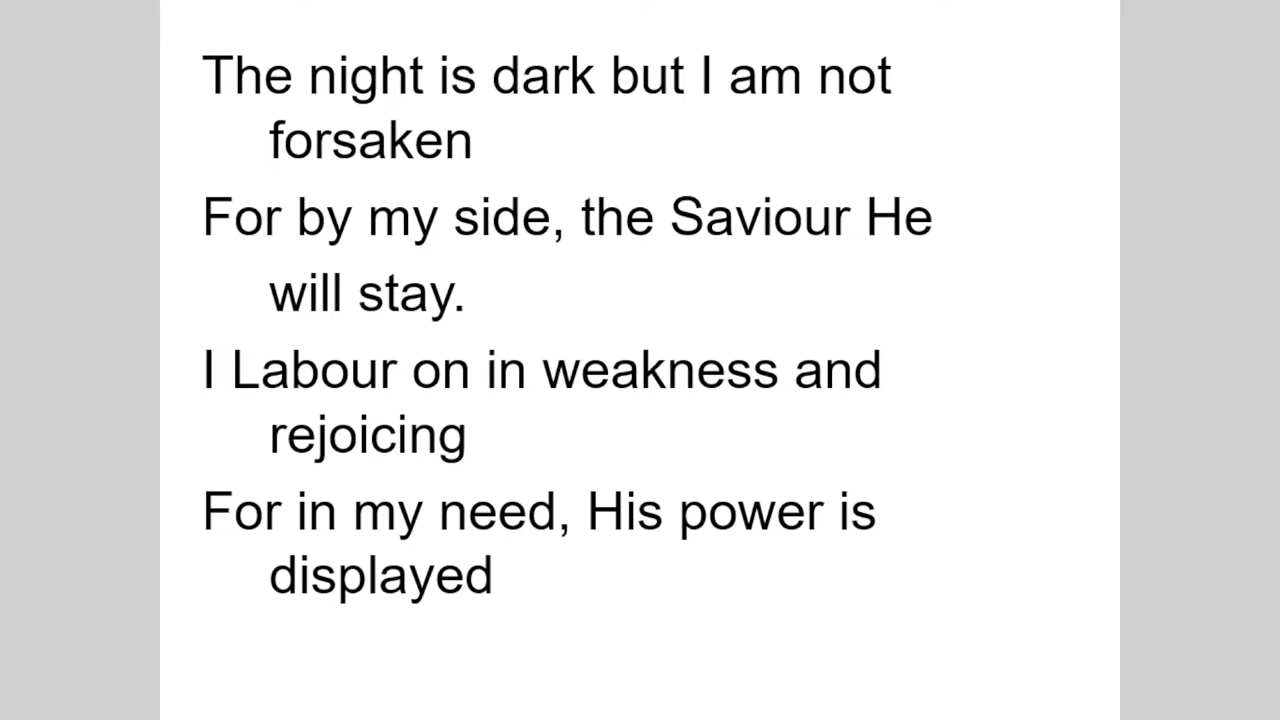 The night is dark but I am not
forsaken
For by my side, the Saviour He
will stay.
I Labour on in weakness and
rejoicing
For in my need, His power is
displayed